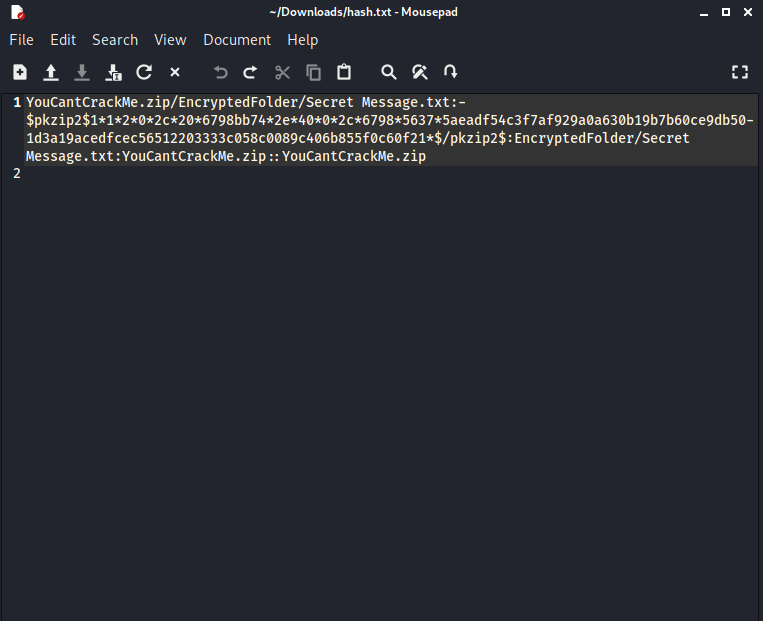 ~/Downloads/hash.txt - Mousepad
File Edit Search View Document Help
1 YouCantCrackMe.zip/EncryptedFolder/Secret Message.txt:-
$pkzip2$1*1*2*0*2c*20*6798bb74*2e*40*0*2c*6798*5637*5aeadf54c3f7af929a0a630b19b7b60ce9db50-
1d3a19acedfcec56512203333c058c0089c406b855f0c60f21*$/pkzip2$:EncryptedFolder/Secret
Message.txt:YouCantCrackMe.zip::YouCantCrackMe.zip
2